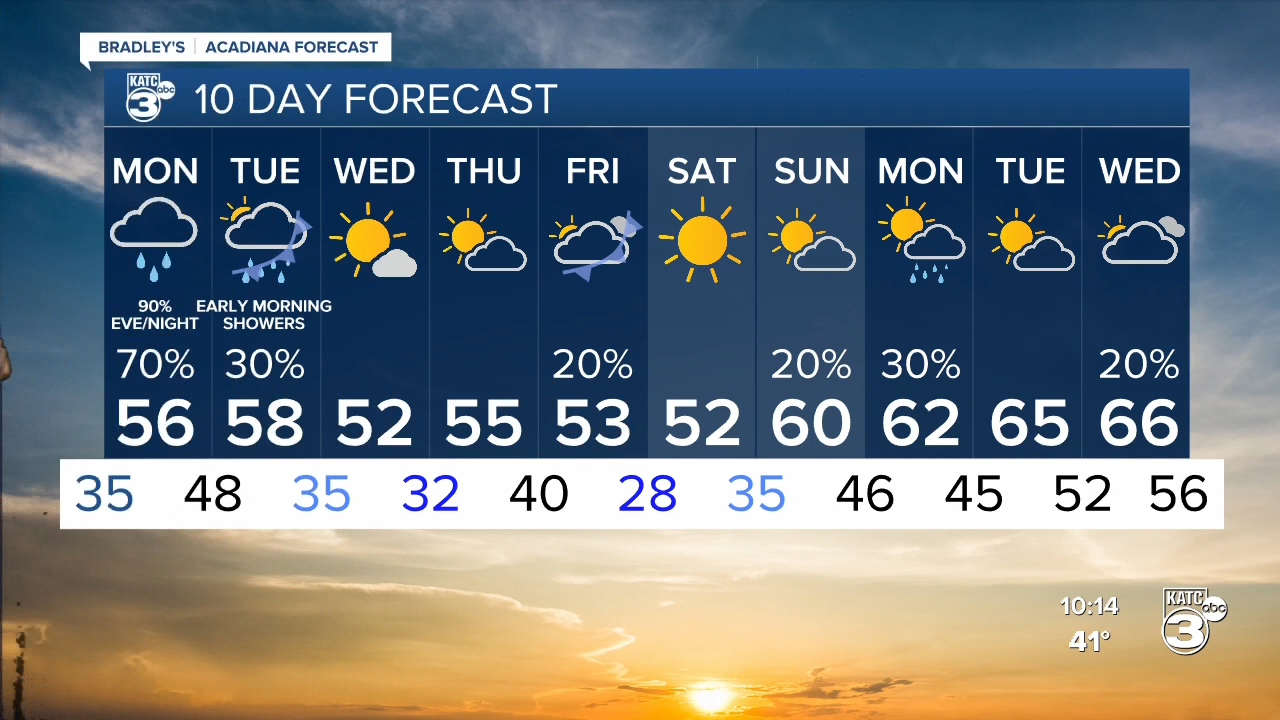 BRADLEY'S | ACADIANA FORECAST
KATC abc 3 10 DAY FORECAST
MON TUE WED THU FRI SAT SUN MON TUE WED
90% EARLY MORNING
EVE/NIGHT SHOWERS
70% 30% 20% 20% 30% 20%
56 58 52 55 53 52 60 62 65 66
35 48 35 32 40 28 35 46 45 52 56
10:14 KATC abc
41° 3